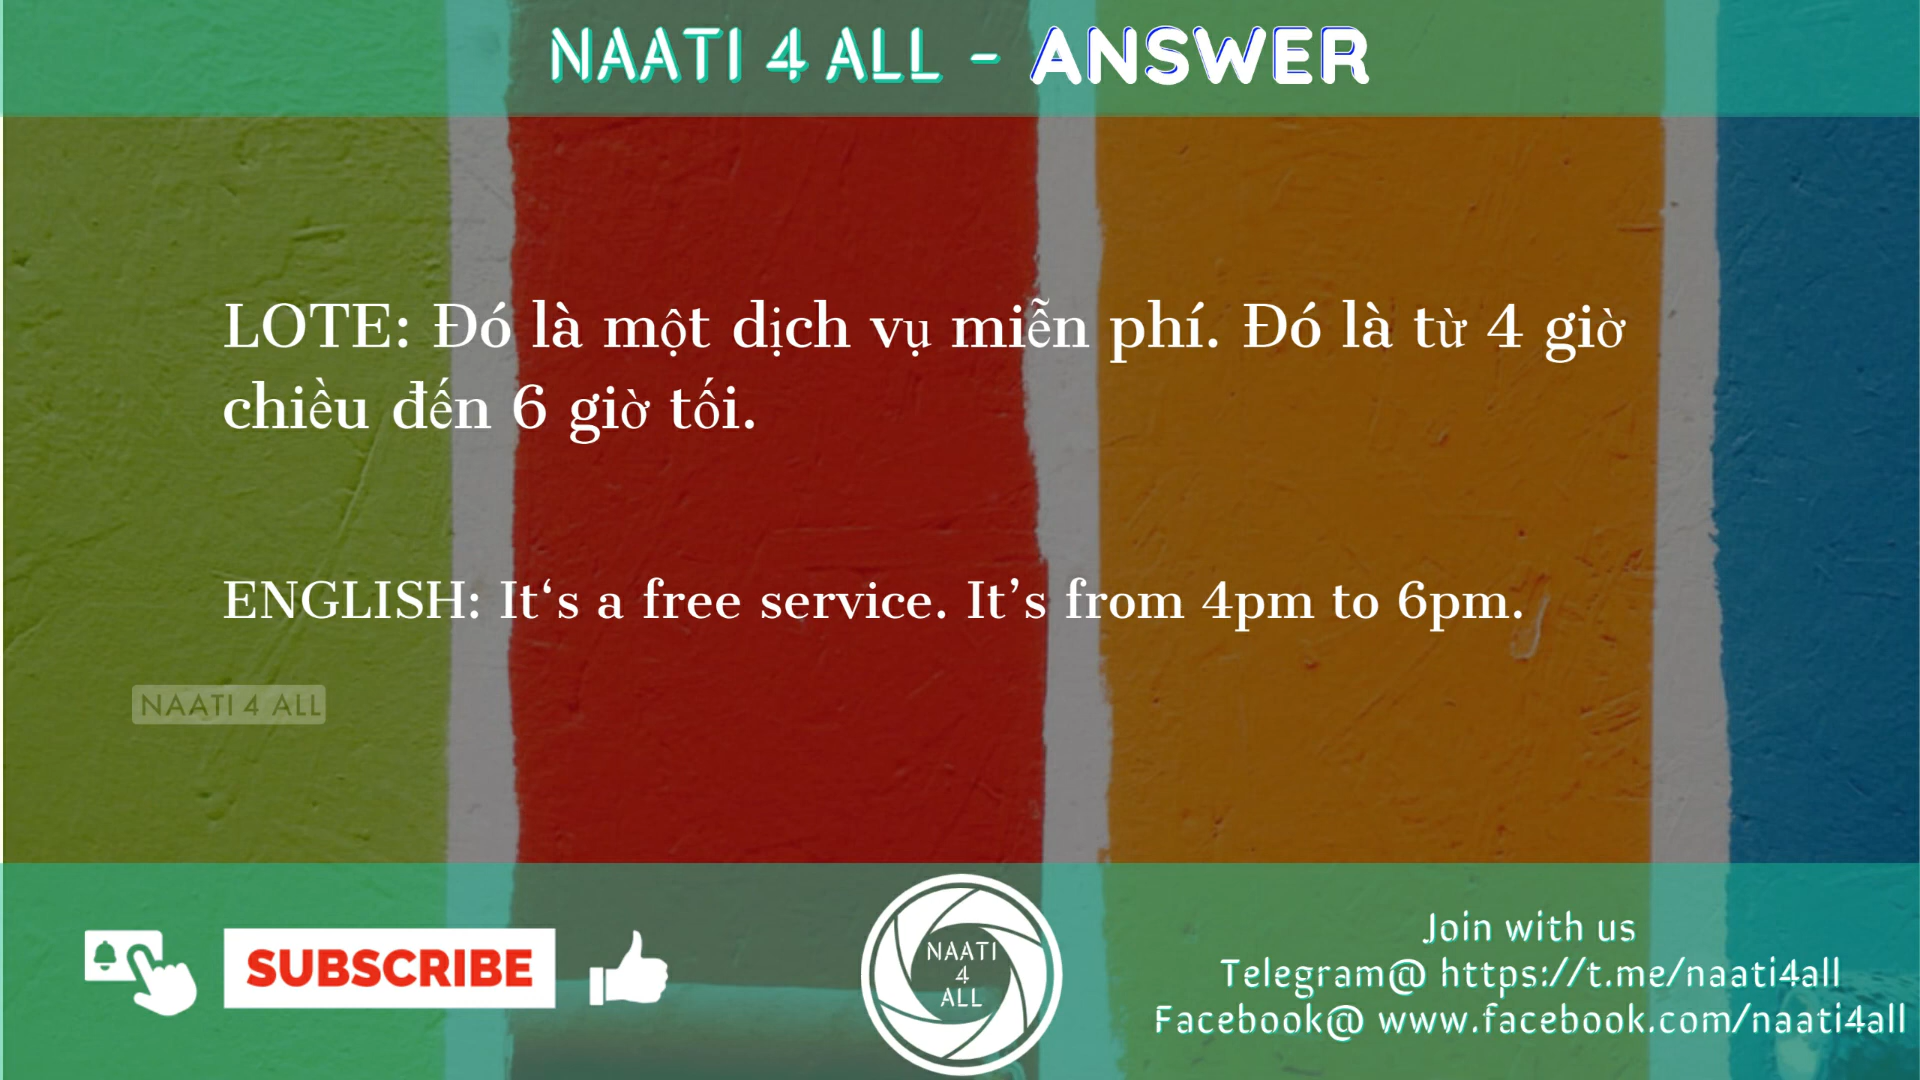 NAATI 4 ALL - ANSWER
LOTE: Đó là một dịch vụ miễn phí. Đó là từ 4 giờ
chiều đến 6 giờ tối.
ENGLISH: It‘s a free service. It’s from 4pm to 6pm.
NAATI 4 ALL
SUBSCRIBE
NAATI
4
ALL
Join with us
Telegram@ https://t.me/naati4all
Facebook@ www.facebook.com/naati4all